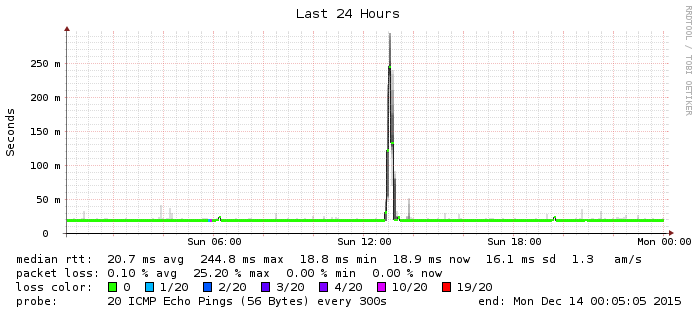 Last 24 Hours
RRDTOOL / TOBI OETIKER
Seconds
250 m
200 m
150 m
100 m
50 m
0
Sun 06:00 Sun 12:00 Sun 18:00 Mon 00:00
median rtt: 20.7 ms avg 244.8 ms max 18.8 ms min 18.9 ms now 16.1 ms sd 1.3 am/s
packet loss: 0.10 % avg 25.20 % max 0.00 % min 0.00 % now
loss color: 0 1/20 2/20 3/20 4/20 10/20 19/20
probe: 20 ICMP Echo Pings (56 Bytes) every 300s end: Mon Dec 14 00:05:05 2015